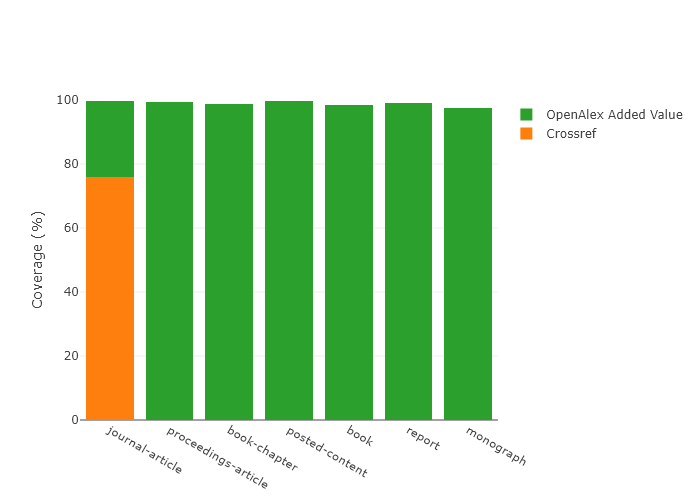 100
80
60
40
20
0
Coverage (%)
journal-article
proceedings-article
book-chapter
posted-content
book
report
monograph
OpenAlex Added Value
Crossref